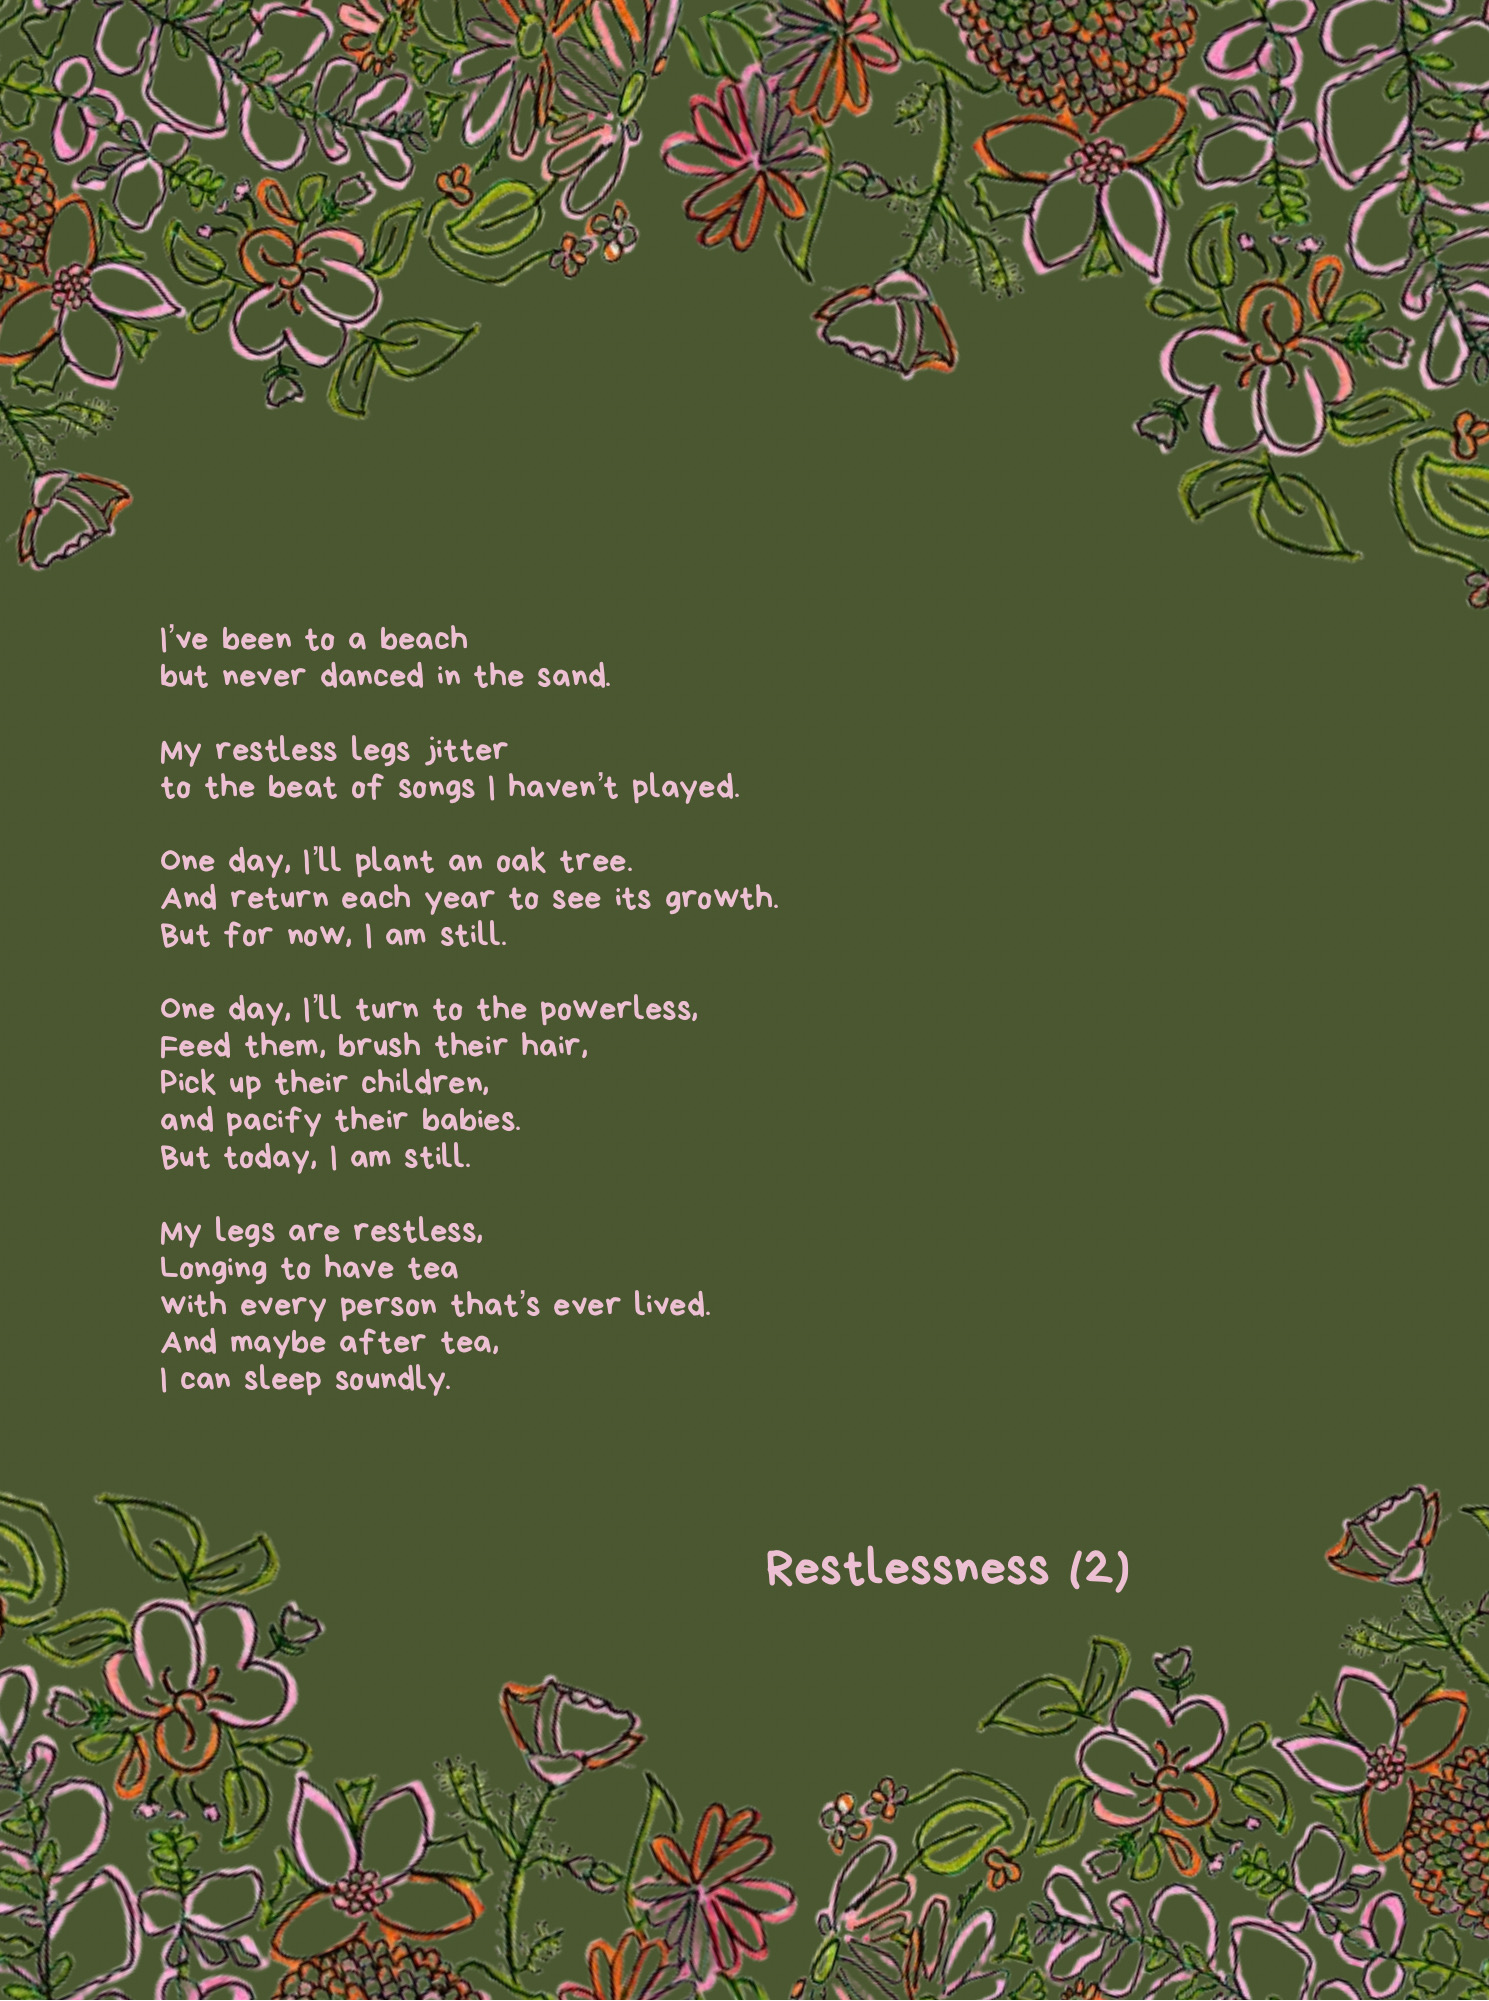 I've been to a beach
but never danced in the sand.
My restless legs jitter
to the beat of songs I haven't played.
One day, I'll plant an oak tree.
And return each year to see its growth.
But for now, I am still.
One day, I'll turn to the powerless,
Feed them, brush their hair,
Pick up their children,
and pacify their babies.
But today, I am still.
My legs are restless,
Longing to have tea
with every person that's ever lived.
And maybe after tea,
I can sleep soundly.
Restlessness (2)